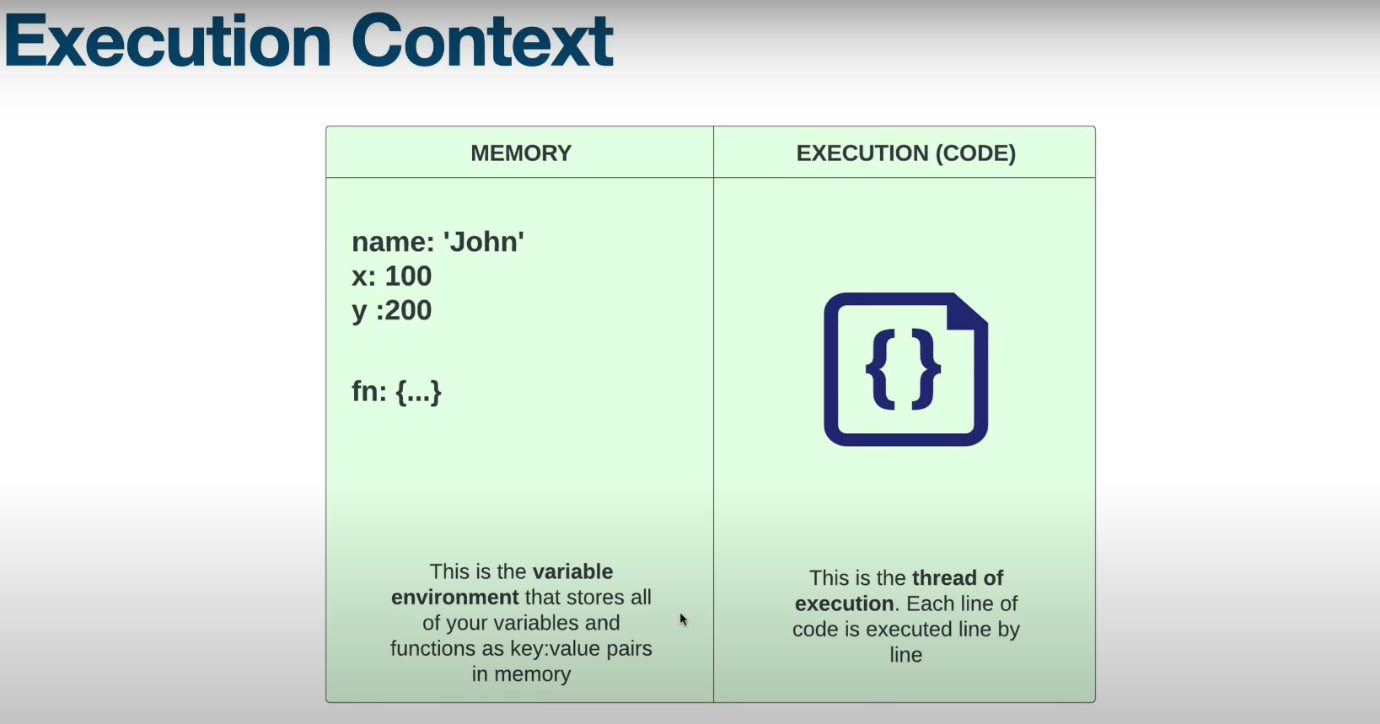 Execution Context
MEMORY
EXECUTION (CODE)
name: 'John'
x: 100
y :200
fn: {...}
{ }
This is the variable
environment that stores all
of your variables and
functions as key:value pairs
in memory
This is the thread of
execution. Each line of
code is executed line by
line